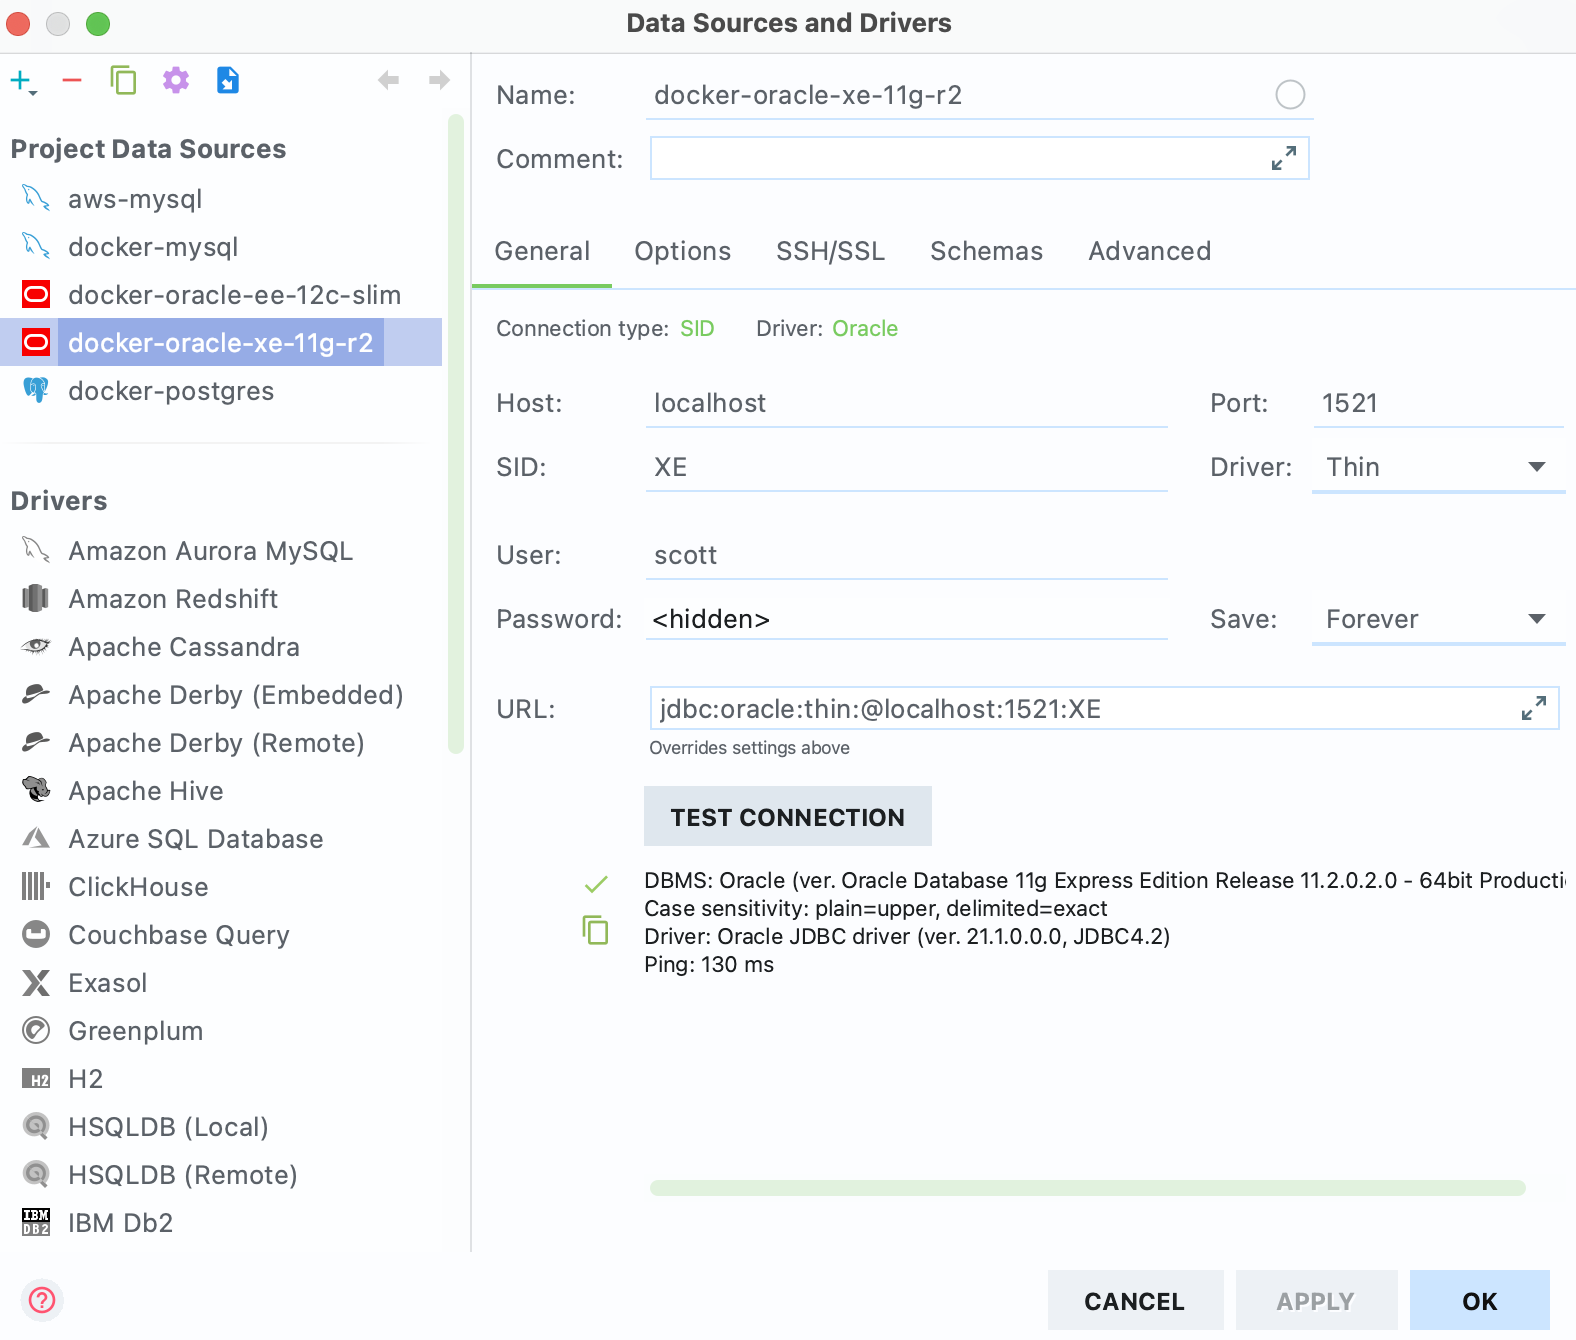 Data Sources and Drivers
Project Data Sources
aws-mysql
docker-mysql
docker-oracle-ee-12c-slim
docker-oracle-xe-11g-r2
docker-postgres
Drivers
Amazon Aurora MySQL
Amazon Redshift
Apache Cassandra
Apache Derby (Embedded)
Apache Derby (Remote)
Apache Hive
Azure SQL Database
ClickHouse
Couchbase Query
Exasol
Greenplum
H2 H2
HSQLDB (Local)
HSQLDB (Remote)
IBM DB2 IBM Db2
Name: docker-oracle-xe-11g-r2
Comment:
General Options SSH/SSL Schemas Advanced
Connection type: SID Driver: Oracle
Host: localhost Port: 1521
SID: XE Driver: Thin
User: scott
Password: <hidden> Save: Forever
URL: jdbc:oracle:thin:@localhost:1521:XE
Overrides settings above
TEST CONNECTION
DBMS: Oracle (ver. Oracle Database 11g Express Edition Release 11.2.0.2.0 - 64bit Producti
Case sensitivity: plain=upper, delimited=exact
Driver: Oracle JDBC driver (ver. 21.1.0.0.0, JDBC4.2)
Ping: 130 ms
? CANCEL APPLY OK